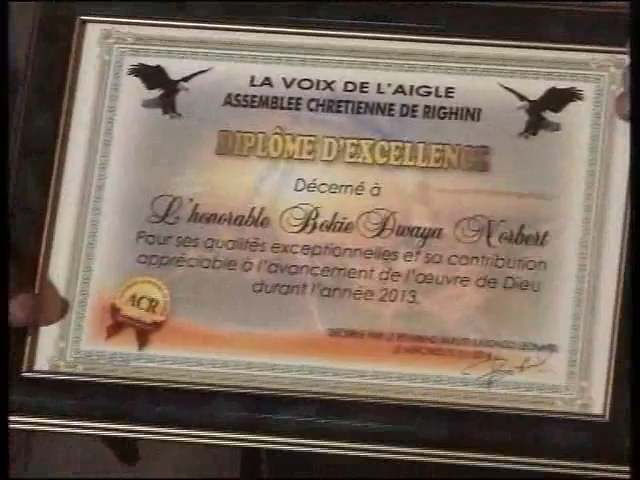 LA VOIX DE L'AIGLE
ASSEMBLEE CHRETIENNE DE RIGHINI
DIPLÔME D'EXCELLENCE
Décerné à
L'honorable Bokie Dwaya Norbert
Pour ses qualités exceptionnelles et sa contribution
appréciable à l'avancement de l'œuvre de Dieu
durant l'année 2013.
ACR